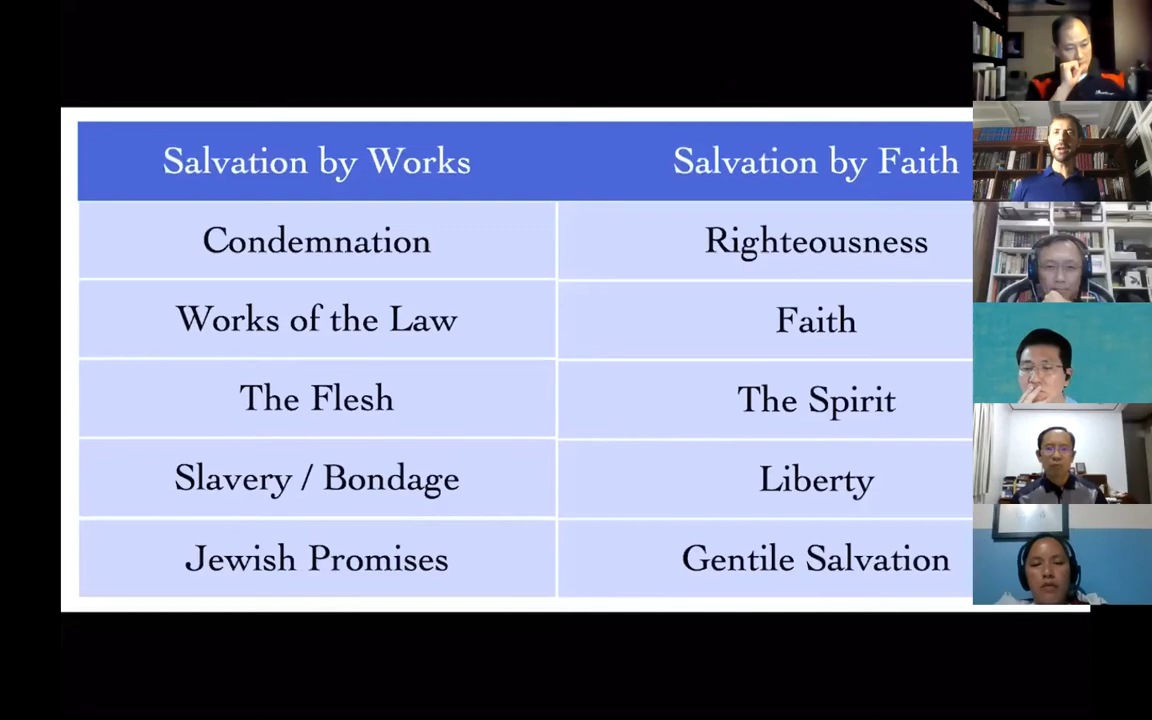 Salvation by Works Salvation by Faith
Condemnation Righteousness
Works of the Law Faith
The Flesh The Spirit
Slavery / Bondage Liberty
Jewish Promises Gentile Salvation